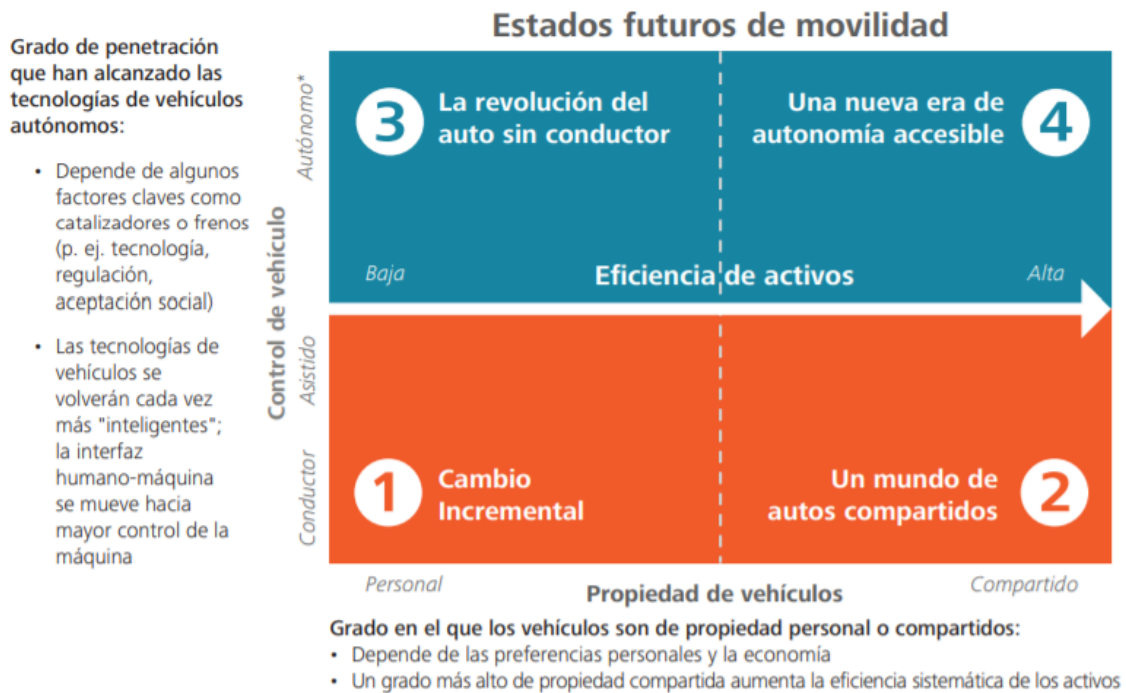 Estados futuros de movilidad
Grado de penetración
que han alcanzado las
tecnologías de vehículos
autónomos:
• Depende de algunos
factores claves como
catalizadores o frenos
(p. ej. tecnología,
regulación,
aceptación social)
• Las tecnologías de
vehículos se
volverán cada vez
más "inteligentes";
la interfaz
humano-máquina
se mueve hacia
mayor control de la
máquina
Control de vehículo
Autónomo*
Asistido
Conductor
3
La revolución del
auto sin conductor
Una nueva era de
autonomía accesible
4
Baja
Eficiencia de activos
Alta
1
Cambio
Incremental
Un mundo de
autos compartidos
2
Personal
Propiedad de vehículos
Compartido
Grado en el que los vehículos son de propiedad personal o compartidos:
• Depende de las preferencias personales y la economía
• Un grado más alto de propiedad compartida aumenta la eficiencia sistemática de los activos